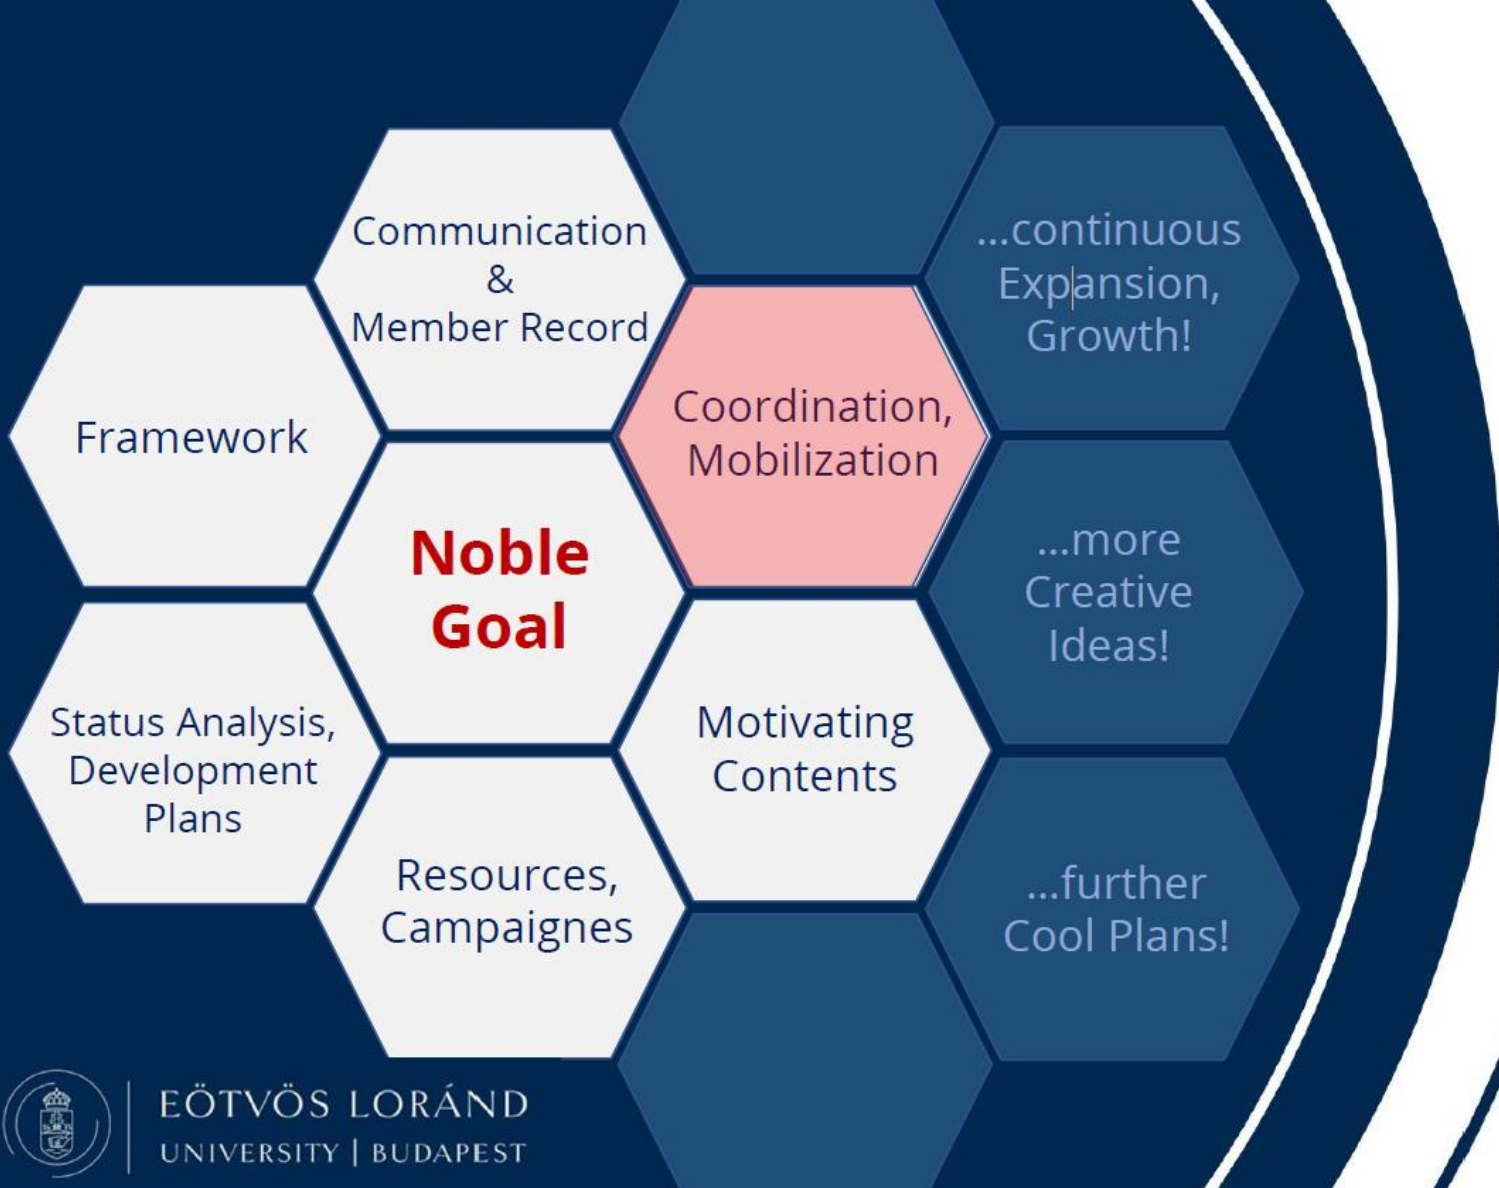 Communication
&
Member Record
...continuous
Expansion,
Growth!
Framework
Coordination,
Mobilization
Noble
Goal
...more
Creative
Ideas!
Status Analysis,
Development
Plans
Motivating
Contents
Resources,
Campaignes
...further
Cool Plans!
EÖTVÖS LORÁND
UNIVERSITY | BUDAPEST